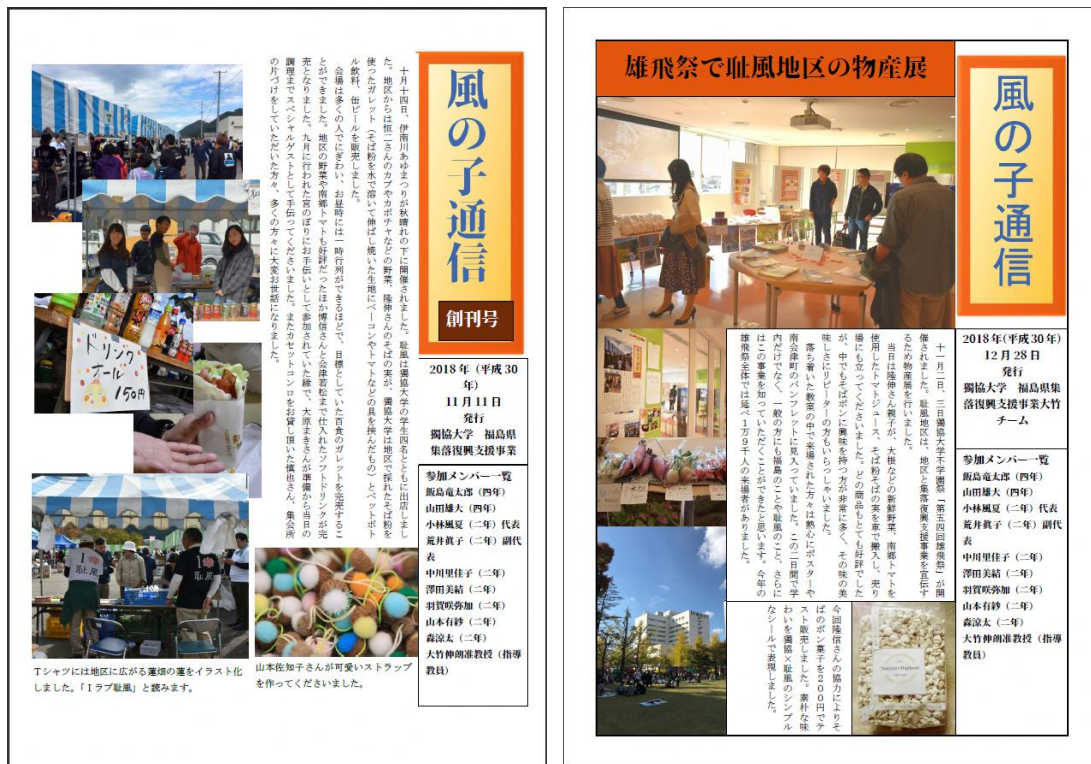 風の子通信
創刊号
2018年(平成30
年)
11月11日
発行
獨協大学 福島県
集落復興支援事業
参加メンバー一覧
飯島竜太郎(四年)
山田雄大(四年)
小林風夏(二年)代表
荒井眞子(二年)副代
表
中川里佳子(二年)
澤田美結(二年)
羽賀咲弥加(二年)
山本有紗(二年)
森涼太(二年)
大竹伸朗准教授(指導
教員)
十月十四日、伊南川あゆまつりが秋晴れの下に開催されました。耻風は獨協大学の学生四名とともに出店しまし
た。地区からは恒二さんのカブやカボチャなどの野菜、隆伸さんのそばの実が、獨協大学は地区で採れたそば粉を
使ったガレット(そば粉を水で溶いて伸ばし焼いた生地にベーコンやトマトなどの具を挟んだもの)とペットボト
ル飲料、缶ビールを販売しました。
会場は多くの人でにぎわい、お昼時には一時行列ができるほどで、目標としていた百食のガレットを完売するこ
とができました。地区の野菜や南郷トマトも好評だったほか博信さんと会津若松まで仕入れたソフトドリンクが完
売となりました。九月に行われた宮のぼりにお手伝いとして参加されていた縁で、大原まきさんが準備から当日の
調理までスペシャルゲストとして手伝ってくださいました。またカセットコンロをお貸し頂いた慎也さん、集会所
の片づけをしていただいた方々、多くの方々に大変お世話になりました。
ドリンク
オール
150円
I
耻風
Tシャツには地区に広がる蓮畑の蓮をイラスト化
しました。「Iラブ耻風」と読みます。
山本佐知子さんが可愛いストラップ
を作ってくださいました。
雄飛祭で耻風地区の物産展
風の子通信
2018年(平成30年)
12月28日
発行
獨協大学 福島県集
落復興支援事業大竹
チーム
参加メンバー一覧
飯島竜太郎(四年)
山田雄大(四年)
小林風夏(二年)代表
荒井眞子(二年)副代
表
中川里佳子(二年)
澤田美結(二年)
羽賀咲弥加(二年)
山本有紗(二年)
森涼太(二年)
大竹伸朗准教授(指導
教員)
十一月二日、三日獨協大学大学園祭「第五四回雄飛祭」が開
催されました。耻風地区は、地区と集落復興支援事業を宣伝す
るため物産展を行いました。
当日は隆伸さん親子が、大根などの新鮮野菜、南郷トマトを
使用したトマトジュース、そば粉そばの実を車で搬入し、売り
場にも立ってくださいました。どの商品もとても好評でした
が、中でもそばポンに興味を持つ方が非常に多く、その味の美
味しさにリピーターの方もいらっしゃいました。
落ち着いた教室の中で来場された方々は熱心にポスターや
南会津町のパンフレットに見入っていました。この二日間で学
内だけでなく、一般の方にも福島のことや耻風のこと、さらに
はこの事業を知っていただくことができたと思います。今年の
雄飛祭全体では延べ1万9千人の来場者がありました。
今回隆信さんの協力によりそ
ばのポン菓子を200円でテ
スト販売しました。素朴な味
わいを獨協×耻風のシンプル
なシールで表現しました。